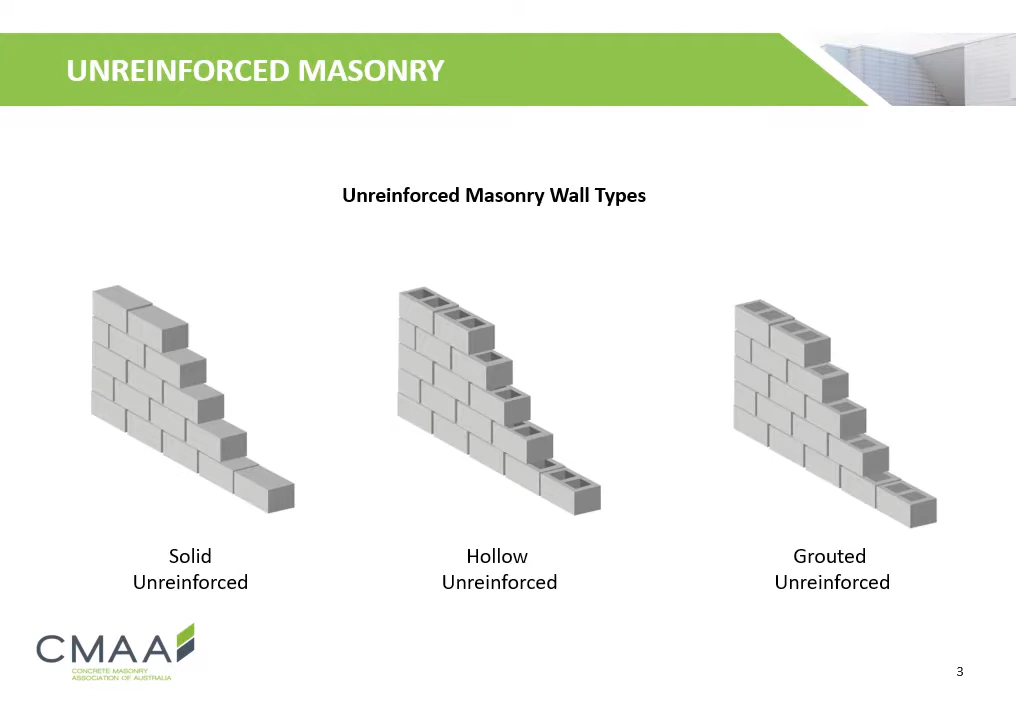 UNREINFORCED MASONRY
Unreinforced Masonry Wall Types
Solid
Unreinforced
Hollow
Unreinforced
Grouted
Unreinforced
CMAA
CONCRETE MASONRY
ASSOCIATION OF AUSTRALIA
3